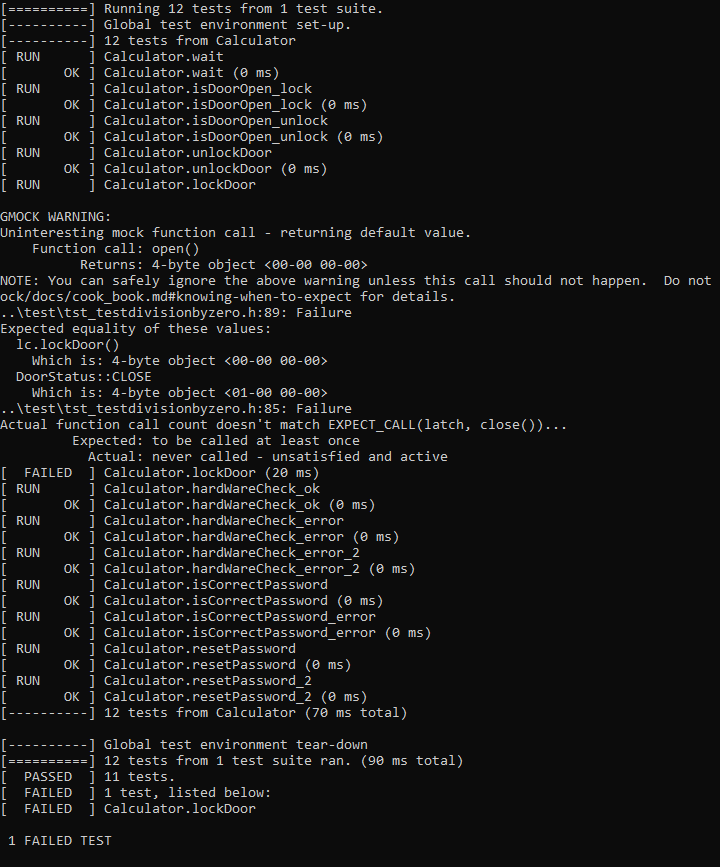 [==========] Running 12 tests from 1 test suite.
[----------] Global test environment set-up.
[----------] 12 tests from Calculator
[ RUN      ] Calculator.wait
[       OK ] Calculator.wait (0 ms)
[ RUN      ] Calculator.isDoorOpen_lock
[       OK ] Calculator.isDoorOpen_lock (0 ms)
[ RUN      ] Calculator.isDoorOpen_unlock
[       OK ] Calculator.isDoorOpen_unlock (0 ms)
[ RUN      ] Calculator.unlockDoor
[       OK ] Calculator.unlockDoor (0 ms)
[ RUN      ] Calculator.lockDoor

GMOCK WARNING:
Uninteresting mock function call - returning default value.
    Function call: open()
          Returns: 4-byte object <00-00 00-00>
NOTE: You can safely ignore the above warning unless this call should not happen.  Do not
ock/docs/cook_book.md#knowing-when-to-expect for details.
..\test\tst_testdivisionbyzero.h:89: Failure
Expected equality of these values:
  lc.lockDoor()
    Which is: 4-byte object <00-00 00-00>
  DoorStatus::CLOSE
    Which is: 4-byte object <01-00 00-00>
..\test\tst_testdivisionbyzero.h:85: Failure
Actual function call count doesn't match EXPECT_CALL(latch, close())...
         Expected: to be called at least once
           Actual: never called - unsatisfied and active
[  FAILED  ] Calculator.lockDoor (20 ms)
[ RUN      ] Calculator.hardWareCheck_ok
[       OK ] Calculator.hardWareCheck_ok (0 ms)
[ RUN      ] Calculator.hardWareCheck_error
[       OK ] Calculator.hardWareCheck_error (0 ms)
[ RUN      ] Calculator.hardWareCheck_error_2
[       OK ] Calculator.hardWareCheck_error_2 (0 ms)
[ RUN      ] Calculator.isCorrectPassword
[       OK ] Calculator.isCorrectPassword (0 ms)
[ RUN      ] Calculator.isCorrectPassword_error
[       OK ] Calculator.isCorrectPassword_error (0 ms)
[ RUN      ] Calculator.resetPassword
[       OK ] Calculator.resetPassword (0 ms)
[ RUN      ] Calculator.resetPassword_2
[       OK ] Calculator.resetPassword_2 (0 ms)
[----------] 12 tests from Calculator (70 ms total)

[----------] Global test environment tear-down
[==========] 12 tests from 1 test suite ran. (90 ms total)
[  PASSED  ] 11 tests.
[  FAILED  ] 1 test, listed below:
[  FAILED  ] Calculator.lockDoor

 1 FAILED TEST